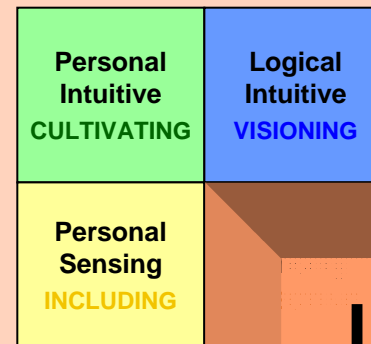 Personal
Intuitive
CULTIVATING
Logical
Intuitive
VISIONING
Personal
Sensing
INCLUDING